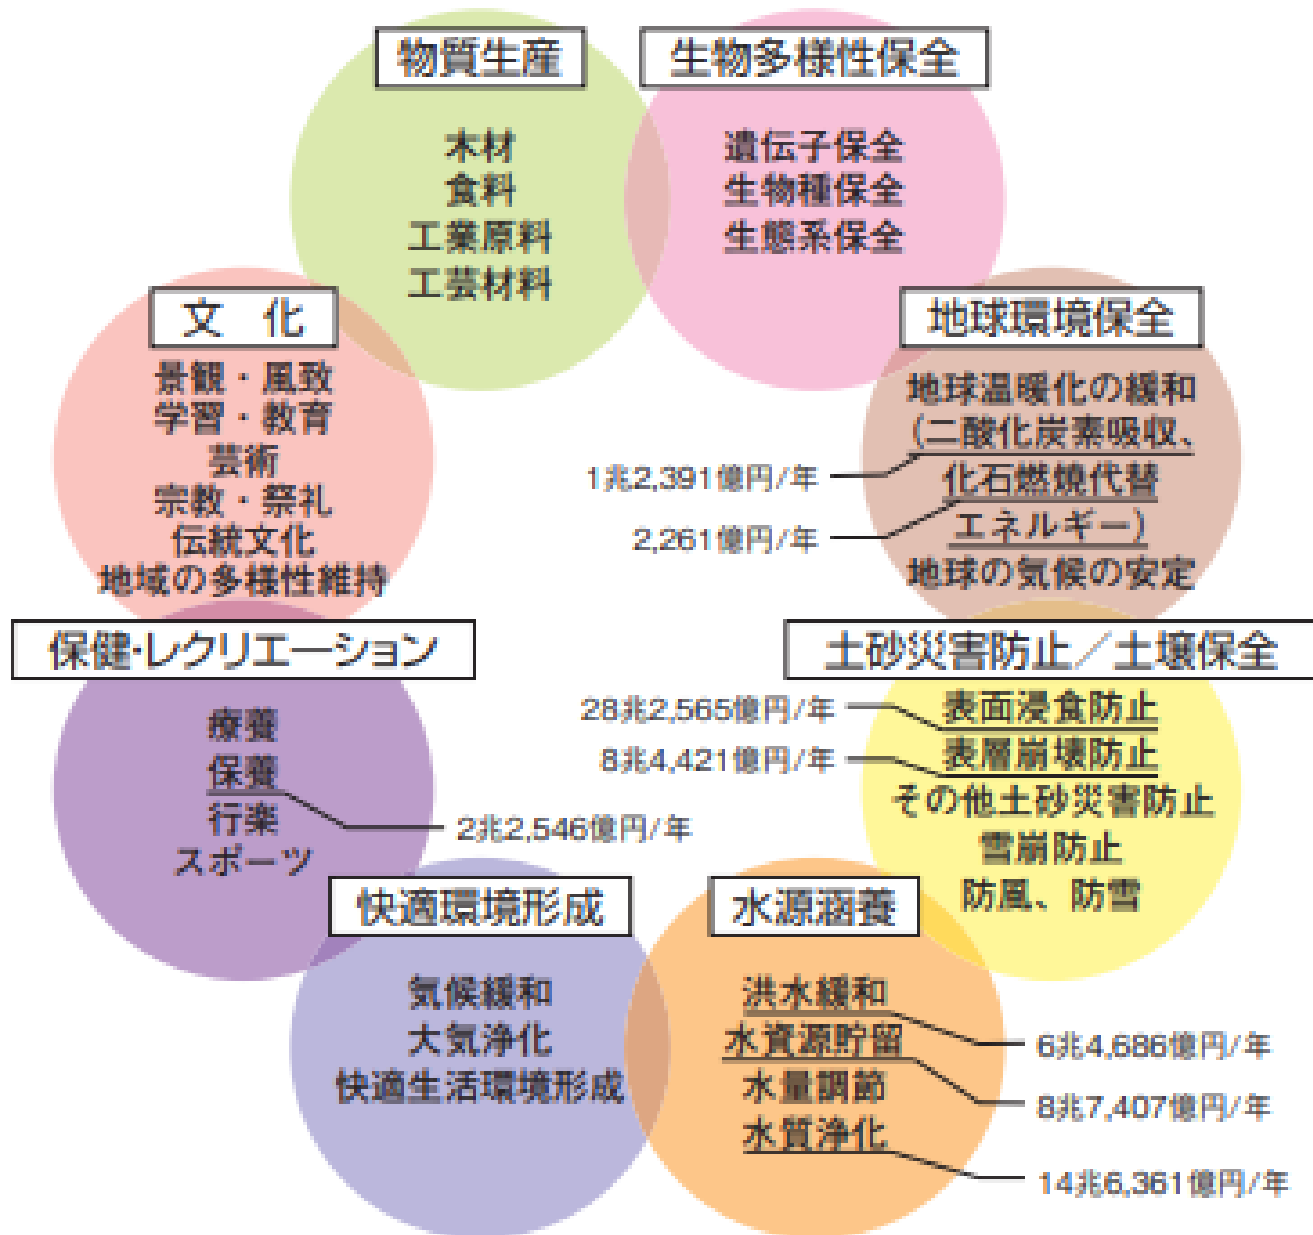 物質生産
木材
食料
工業原料
工芸材料
生物多様性保全
遺伝子保全
生物種保全
生態系保全
地球環境保全
地球温暖化の緩和
(二酸化炭素吸収、
化石燃焼代替
エネルギー)
地球の気候の安定
1兆2,391億円/年
2,261億円/年
土砂災害防止/土壌保全
表面浸食防止
表層崩壊防止
その他土砂災害防止
雪崩防止
防風、防雪
28兆2,565億円/年
8兆4,421億円/年
水源涵養
洪水緩和
水資源貯留
水量調節
水質浄化
6兆4,686億円/年
8兆7,407億円/年
14兆6,361億円/年
快適環境形成
気候緩和
大気浄化
快適生活環境形成
保健・レクリエーション
療養
保養
行楽
スポーツ
2兆2,546億円/年
文 化
景観・風致
学習・教育
芸術
宗教・祭礼
伝統文化
地域の多様性維持